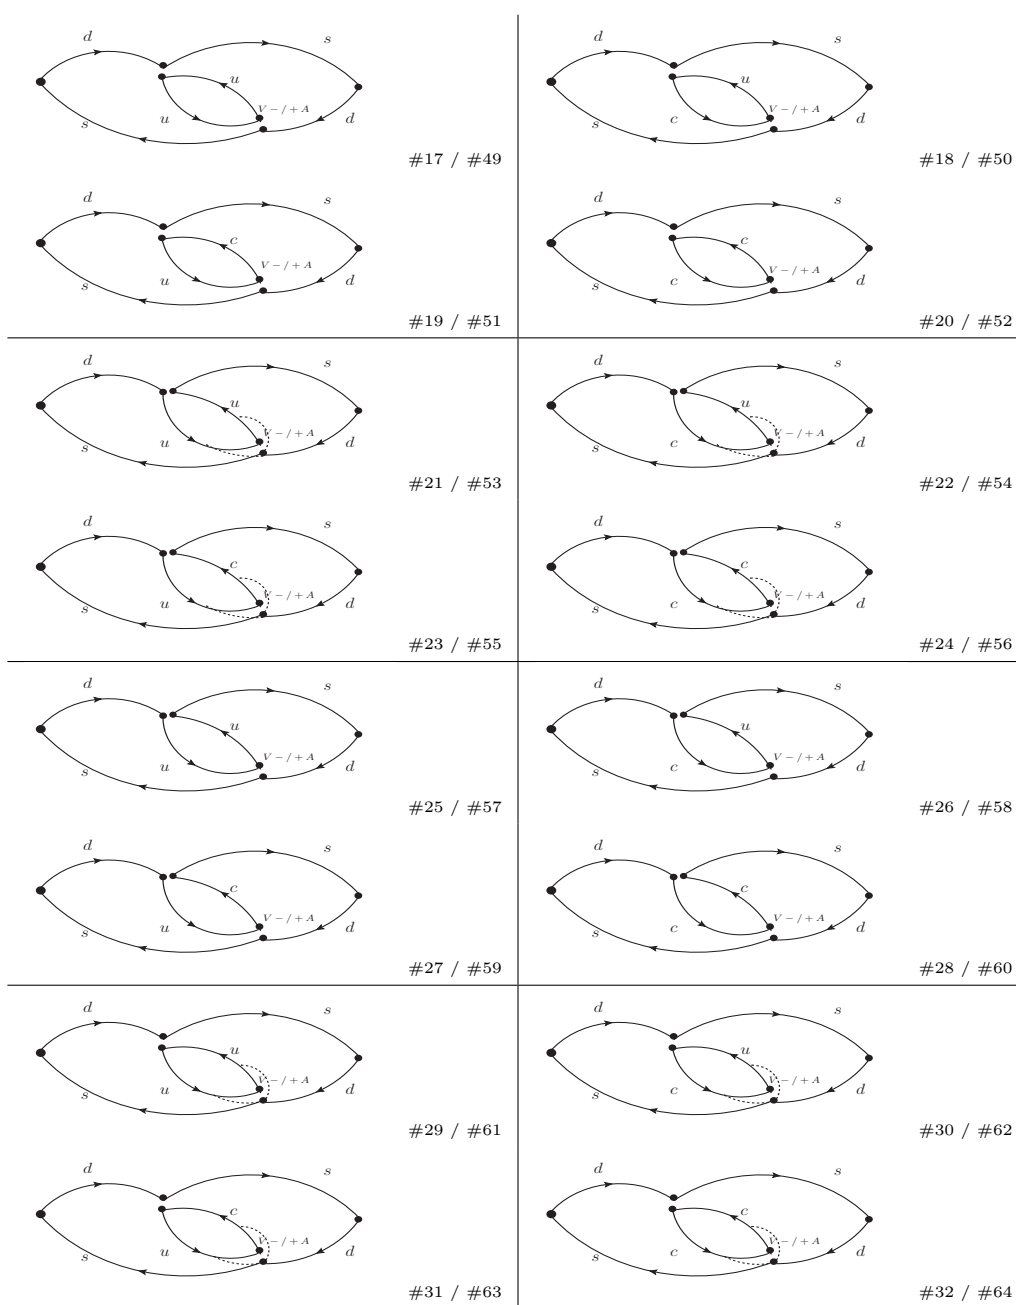 d s u V − / + A u s d #17 / #49
d s u V − / + A c s d #18 / #50
d s c V − / + A u s d #19 / #51
d s c V − / + A c s d #20 / #52
d s u V − / + A u s d #21 / #53
d s u V − / + A c s d #22 / #54
d s c V − / + A u s d #23 / #55
d s c V − / + A c s d #24 / #56
d s u V − / + A u s d #25 / #57
d s u V − / + A c s d #26 / #58
d s c V − / + A u s d #27 / #59
d s c V − / + A c s d #28 / #60
d s u V − / + A u s d #29 / #61
d s u V − / + A c s d #30 / #62
d s c V − / + A u s d #31 / #63
d s c V − / + A c s d #32 / #64